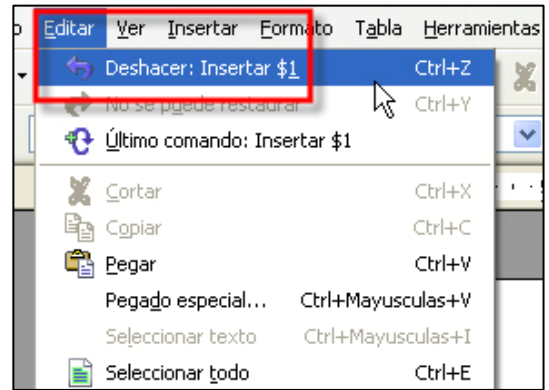 Editar Ver Insertar Formato Tabla Herramientas
Deshacer: Insertar $1 Ctrl+Z
No se puede restaurar Ctrl+Y
Último comando: Insertar $1
Cortar Ctrl+X
Copiar Ctrl+C
Pegar Ctrl+V
Pegado especial... Ctrl+Mayusculas+V
Seleccionar texto Ctrl+Mayusculas+I
Seleccionar todo Ctrl+E